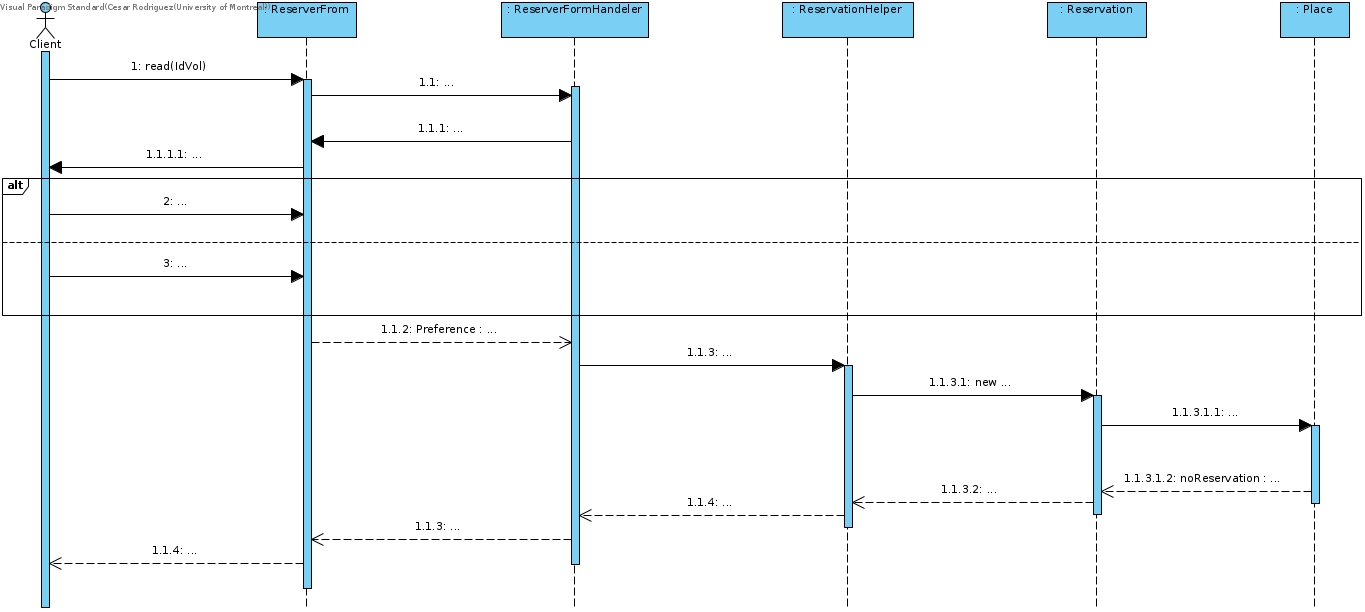 Visual Paradigm Standard(Cesar Rodriguez(University of Montreal))
: ReserverFrom
: ReserverFormHandeler
: ReservationHelper
: Reservation
: Place
Client
1: read(IdVol)
1.1: ...
1.1.1: ...
1.1.1.1: ...
alt
2: ...
3: ...
1.1.2: Preference : ...
1.1.3: ...
1.1.3.1: new ...
1.1.3.1.1: ...
1.1.3.1.2: noReservation : ...
1.1.3.2: ...
1.1.4: ...
1.1.3: ...
1.1.4: ...